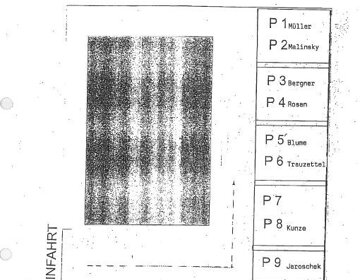 P 1 Müller
P 2 Malinsky
P 3 Bergner
P 4 Rosen
P 5 Blume
P 6 Trauzettel
P 7
P 8 Kunze
P 9 Jaroschek
INFAHRT